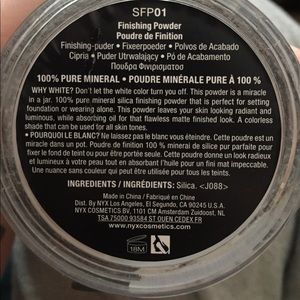 SFP01
Finishing Powder
Poudre de Finition
Finishing-puder • Fixeerpoeder • Polvos de Acabado
Cipria • Puder Utrwalający • Pó de Acabamento
Πούδρα Φινιρίσματος
100% PURE MINERAL • POUDRE MINÉRALE PURE À 100 %
WHY WHITE? Don't let the white color turn you off. This powder is a miracle
in a jar. 100% pure mineral silica finishing powder that is perfect for setting
foundation or wearing alone. This powder leaves your skin looking radiant and
luminous, while absorbing oil for that flawless matte finished look. A colorless
shade that can be used for all skin tones.
• POURQUOI LE BLANC? Ne laissez pas le blanc vous éteindre. Cette poudre est un
miracle dans un pot. Poudre de finition 100 % minéral de silice pur parfaite pour
fixer le fond de teint ou pour porter seul. Cette poudre donne un look radieux
et lumineux à votre peau tout en absorbant l'huile pour un fini mat impeccable.
Une nuance sans couleur qui peut être utilisée pour tous les teints.
INGREDIENTS / INGRÉDIENTS: Silica. <J088>
Made in China / Fabriqué en Chine
Dist. By NYX Los Angeles, El Segundo, CA 90245 U.S.A.
NYX COSMETICS BV, 1101 CM Amsterdam Zuidoost, NL
TSA 75000 93584 ST OUEN CEDEX FR
www.nyxcosmetics.com
18M